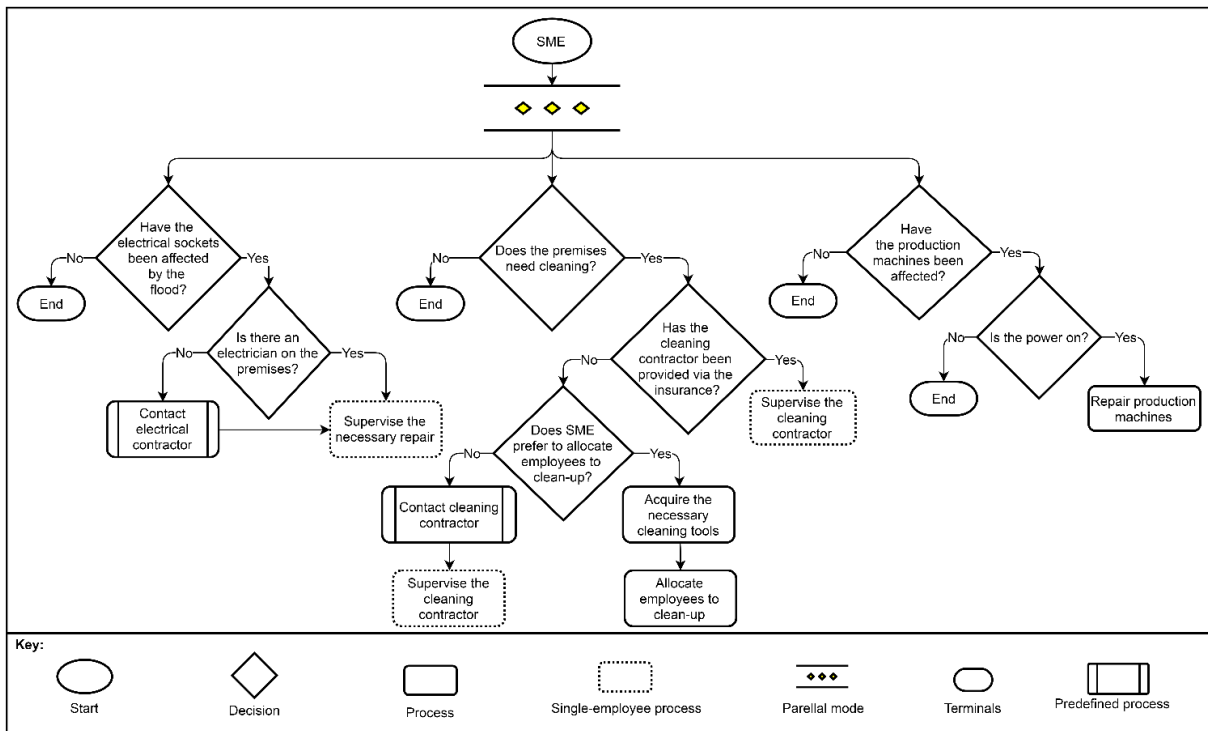 SME
Have the
electrical sockets
been affected
by the
flood?
No
Yes
End
Is there an
electrician on the
premises?
No
Yes
Contact
electrical
contractor
Supervise the
necessary repair
Does the premises
need cleaning?
No
Yes
End
Has the
cleaning
contractor been
provided via the
insurance?
No
Yes
Supervise the
cleaning
contractor
Does SME
prefer to allocate
employees to
clean-up?
No
Yes
Contact cleaning
contractor
Supervise the
cleaning
contractor
Acquire the
necessary
cleaning tools
Allocate
employees to
clean-up
Have
the production
machines been
affected?
No
Yes
End
Is the power on?
No
Yes
End
Repair production
machines
Key:
Start
Decision
Process
Single-employee process
Parellal mode
Terminals
Predefined process